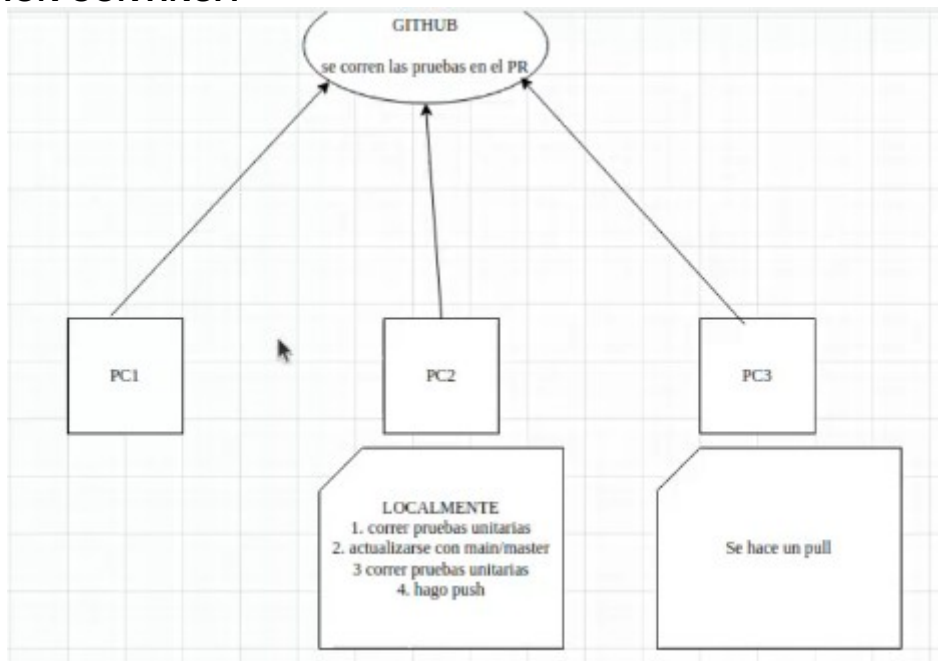 GITHUB
se corren las pruebas en el PR
PC1
PC2
PC3
LOCALMENTE
1. correr pruebas unitarias
2. actualizarse con main/master
3 correr pruebas unitarias
4. hago push
Se hace un pull